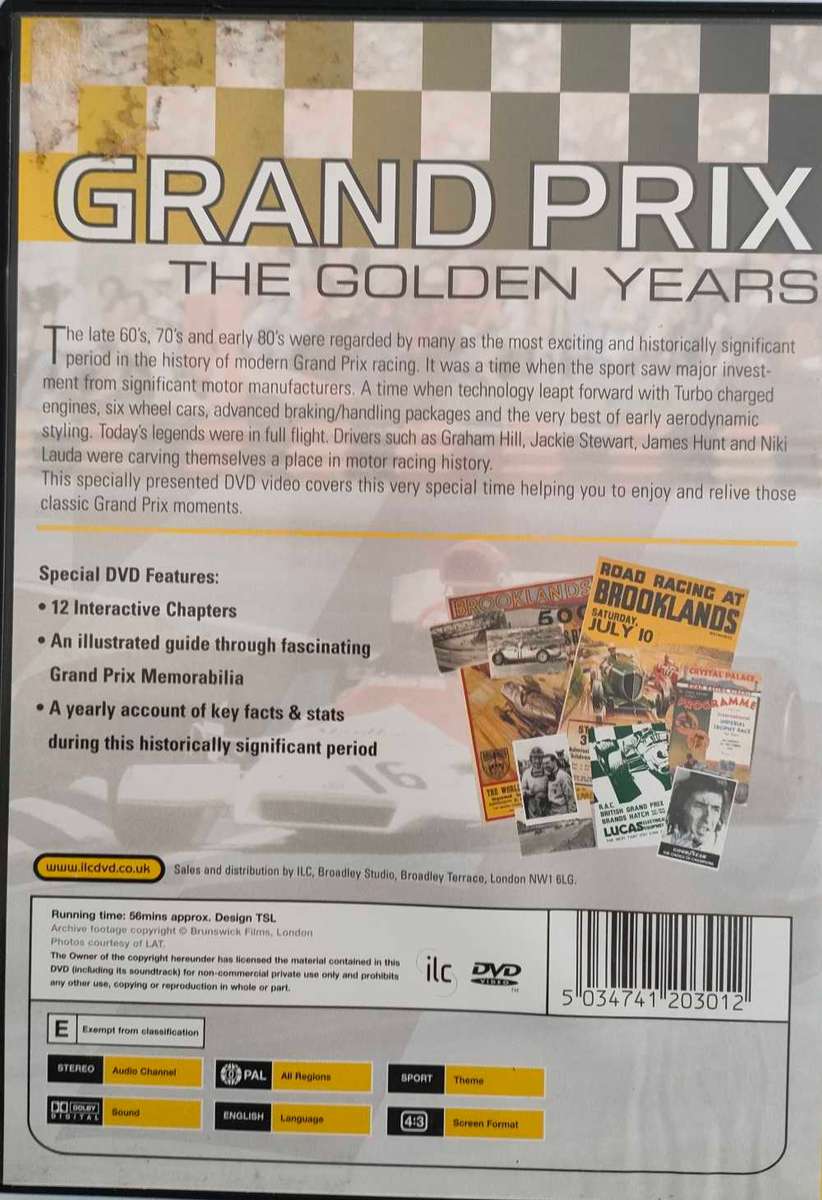 GRAND PRIX
THE GOLDEN YEARS
The late 60's, 70's and early 80's were regarded by many as the most exciting and historically significant
period in the history of modern Grand Prix racing. It was a time when the sport saw major invest-
ment from significant motor manufacturers. A time when technology leapt forward with Turbo charged
engines, six wheel cars, advanced braking/handling packages and the very best of early aerodynamic
styling. Today's legends were in full flight. Drivers such as Graham Hill, Jackie Stewart, James Hunt and Niki
Lauda were carving themselves a place in motor racing history.
This specially presented DVD video covers this very special time helping you to enjoy and relive those
classic Grand Prix moments.
Special DVD Features:
• 12 Interactive Chapters
• An illustrated guide through fascinating
Grand Prix Memorabilia
• A yearly account of key facts & stats
during this historically significant period
BROOKLANDS
500
ROAD RACING AT
BROOKLANDS
SATURDAY,
JULY 10
CRYSTAL PALACE
PROGRAMME
THE WORLD
R.A.C.
BRITISH GRAND PRIX
BRANDS HATCH
LUCAS
16
www.ilcdvd.co.uk
Sales and distribution by ILC, Broadley Studio, Broadley Terrace, London NW1 6LG.
Running time: 56mins approx. Design TSL
Archive footage copyright © Brunswick Films, London
Photos courtesy of LAT.
The Owner of the copyright hereunder has licensed the material contained in this
DVD (including its soundtrack) for non-commercial private use only and prohibits
any other use, copying or reproduction in whole or part.
ilc
DVD
VIDEO
5 034741 203012
E Exempt from classification
STEREO Audio Channel
PAL All Regions
SPORT Theme
DOLBY DIGITAL Sound
ENGLISH Language
4:3 Screen Format